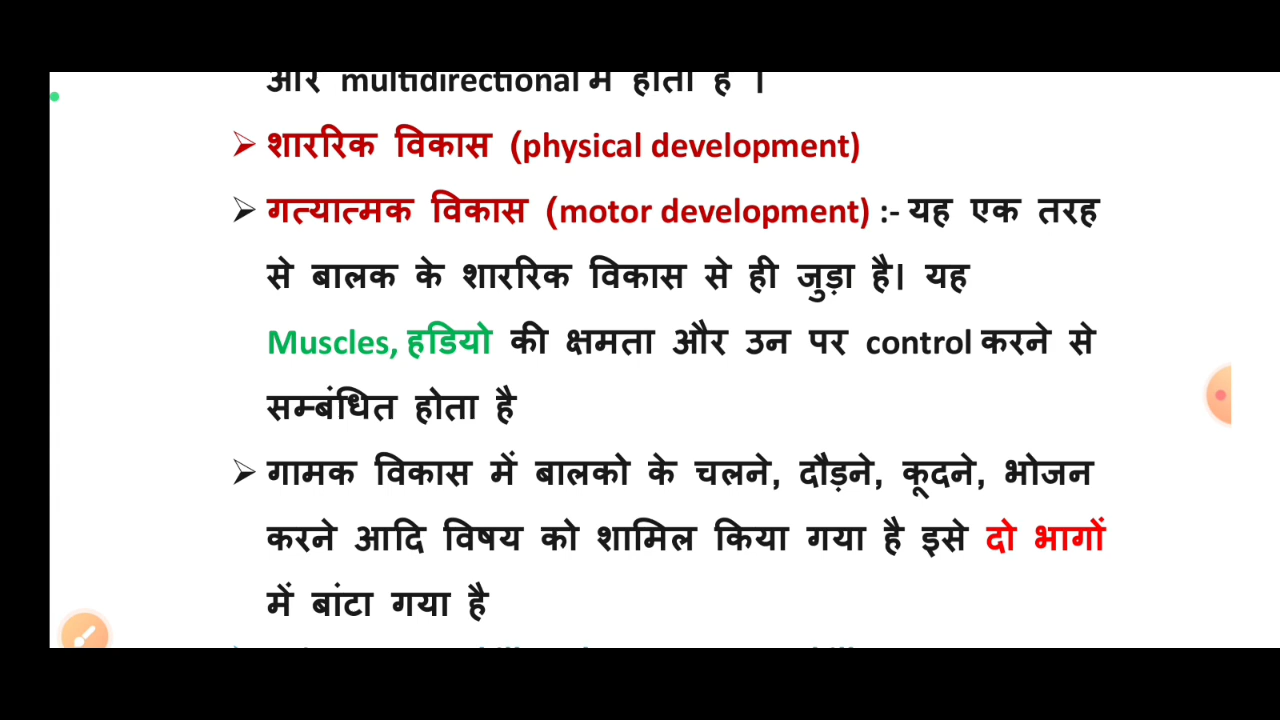 और multidirectional में होता है ।
➢ शाररिक विकास (physical development)
➢ गत्यात्मक विकास (motor development) :- यह एक तरह
से बालक के शाररिक विकास से ही जुड़ा है। यह
Muscles, हडियो की क्षमता और उन पर control करने से
सम्बंधित होता है
➢ गामक विकास में बालको के चलने, दौड़ने, कूदने, भोजन
करने आदि विषय को शामिल किया गया है इसे दो भागों
में बांटा गया है